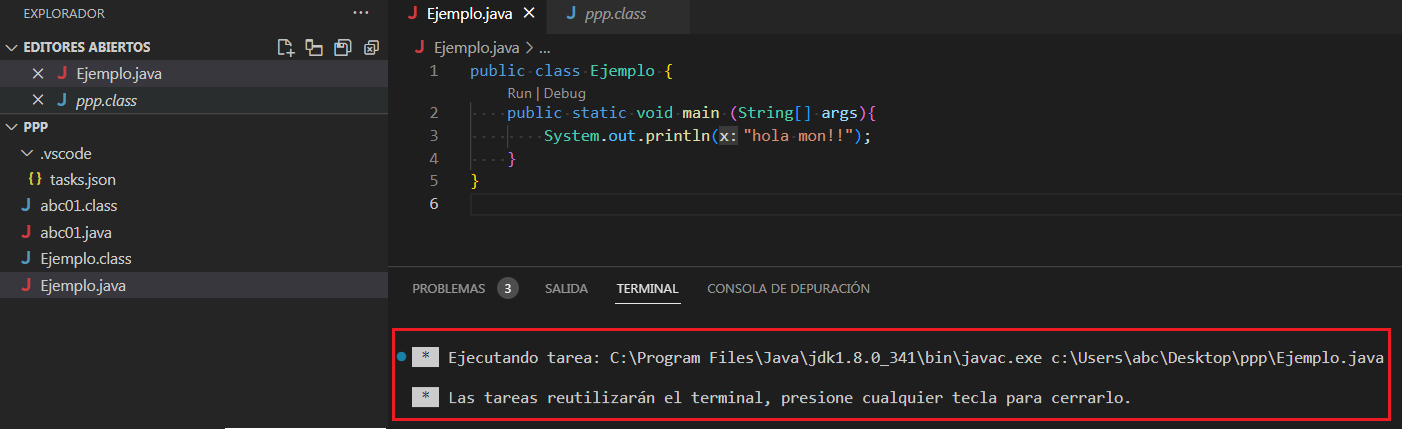 EXPLORADOR
EDITORES ABIERTOS
Ejemplo.java
ppp.class
PPP
.vscode
{} tasks.json
J abc01.class
J abc01.java
J Ejemplo.class
J Ejemplo.java
J Ejemplo.java
J ppp.class
J Ejemplo.java > ...
1 public class Ejemplo {
Run | Debug
2 public static void main (String[] args){
3 System.out.println(x:"hola mon!!");
4 }
5 }
6
PROBLEMAS 3 SALIDA TERMINAL CONSOLA DE DEPURACIÓN
* Ejecutando tarea: C:\Program Files\Java\jdk1.8.0_341\bin\javac.exe c:\Users\abc\Desktop\ppp\Ejemplo.java
* Las tareas reutilizarán el terminal, presione cualquier tecla para cerrarlo.